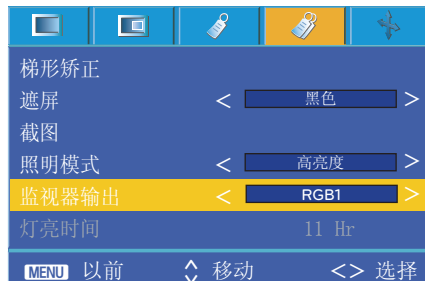 梯形矫正
遮屏 < 黑色 >
截图
照明模式 < 高亮度 >
监视器输出 < RGB1 >
灯亮时间 11 Hr
MENU 以前 移动 <> 选择